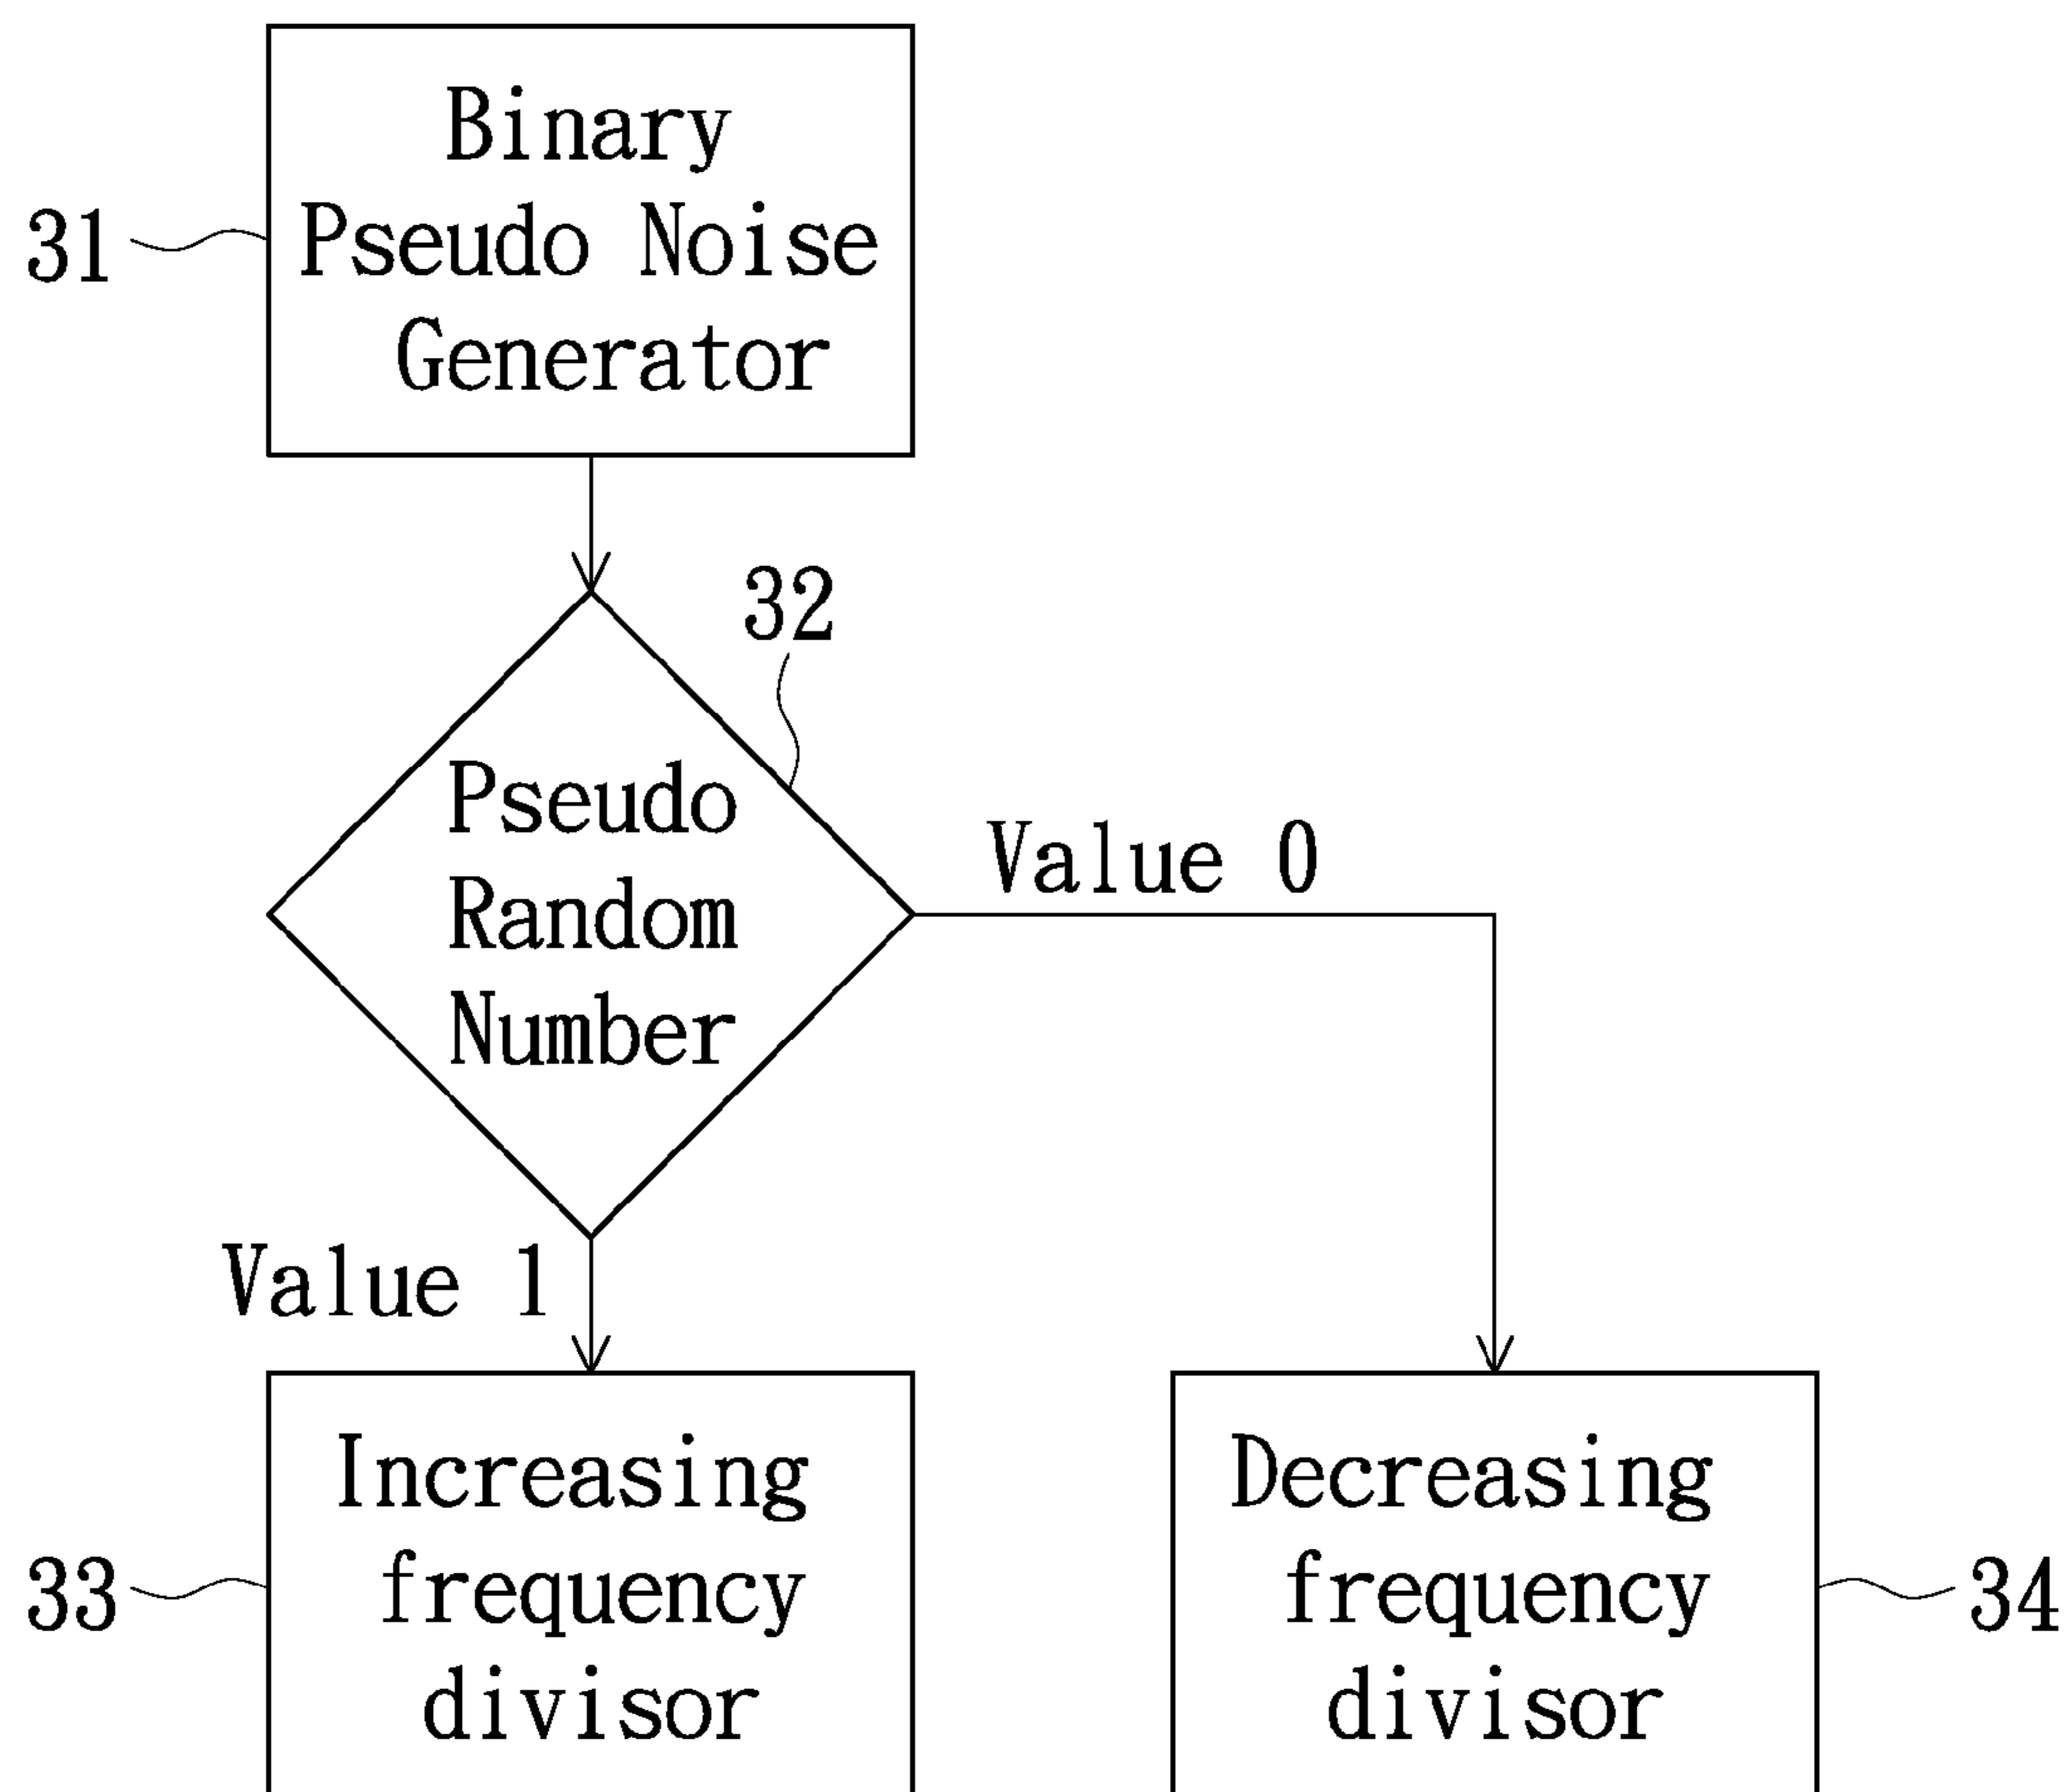 Binary
Pseudo Noise
Generator
31
32
Pseudo
Random
Number
Value 0
Value 1
Increasing
frequency
divisor
33
Decreasing
frequency
divisor
34